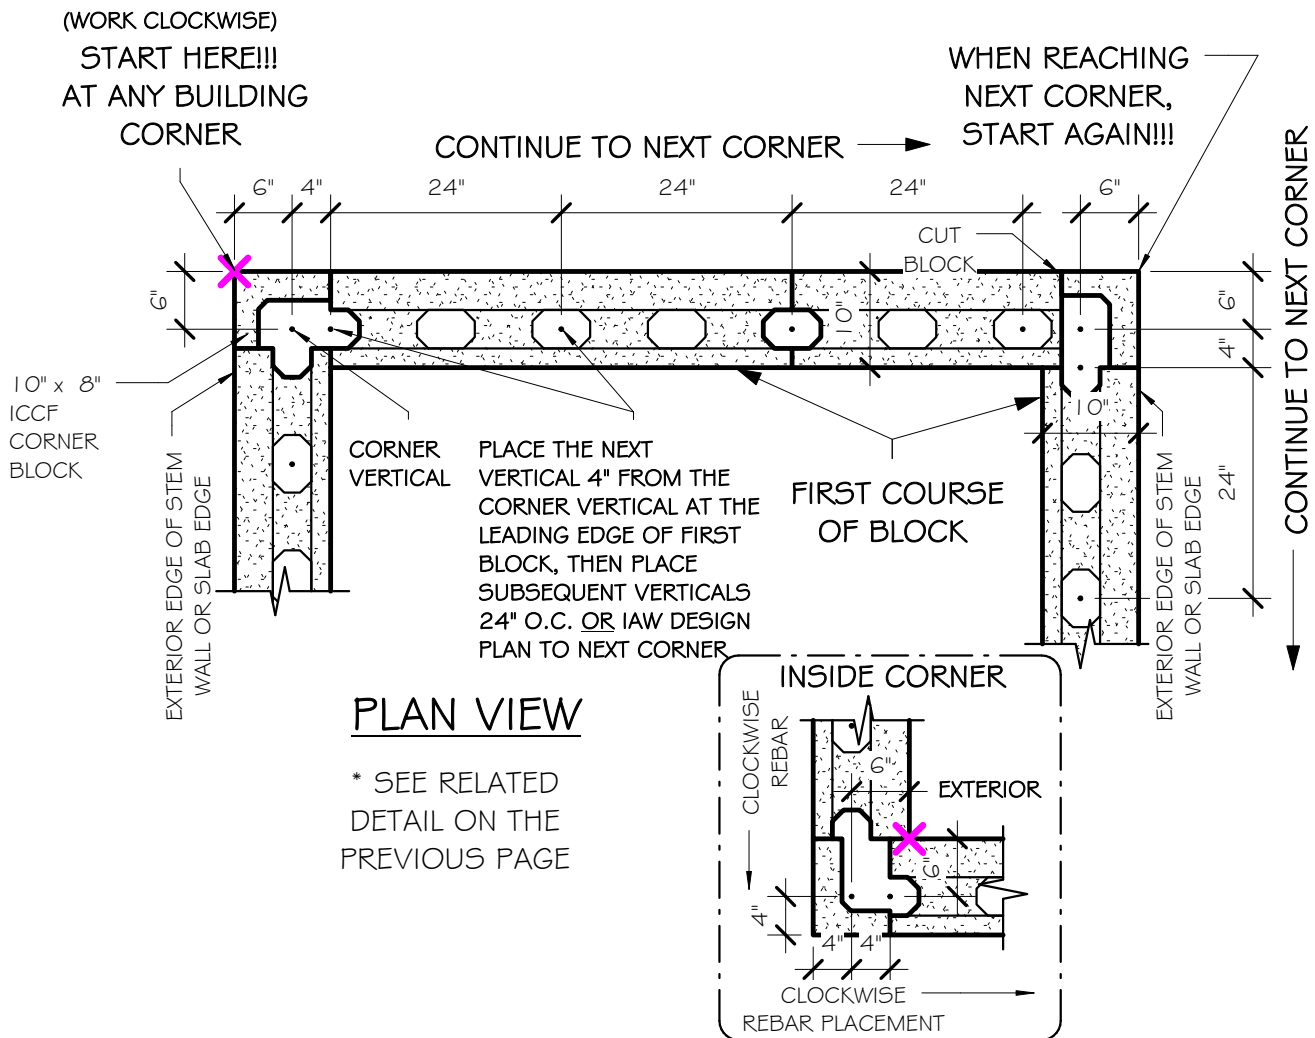 (WORK CLOCKWISE)
START HERE!!!
AT ANY BUILDING
CORNER
WHEN REACHING
NEXT CORNER,
START AGAIN!!!
CONTINUE TO NEXT CORNER
6" 4" 24" 24" 24" 6"
CUT
BLOCK
6"
10"
6"
4"
24"
CONTINUE TO NEXT CORNER
10" x 8"
ICCF
CORNER
BLOCK
EXTERIOR EDGE OF STEM
WALL OR SLAB EDGE
CORNER
VERTICAL
PLACE THE NEXT
VERTICAL 4" FROM THE
CORNER VERTICAL AT THE
LEADING EDGE OF FIRST
BLOCK, THEN PLACE
SUBSEQUENT VERTICALS
24" O.C. OR IAW DESIGN
PLAN TO NEXT CORNER
FIRST COURSE
OF BLOCK
10"
EXTERIOR EDGE OF STEM
WALL OR SLAB EDGE
PLAN VIEW
* SEE RELATED
DETAIL ON THE
PREVIOUS PAGE
INSIDE CORNER
CLOCKWISE
REBAR
6"
EXTERIOR
6"
4"
4" 4"
CLOCKWISE
REBAR PLACEMENT